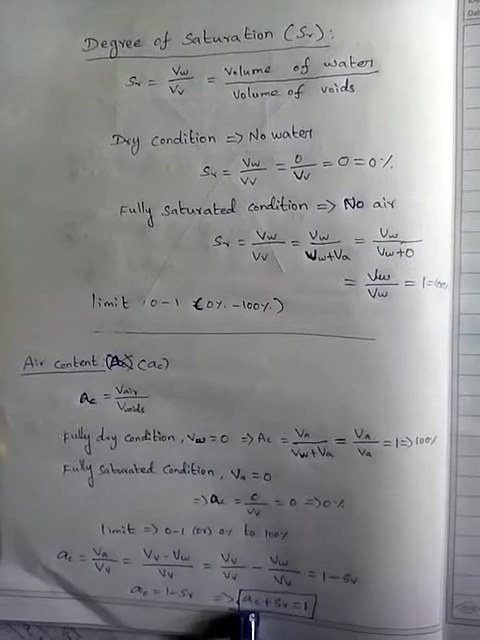 Degree of Saturation (Sr):
Sr = Vw/Vv = volume of water/volume of voids
Dry condition => No water
Sr = Vw/Vv = 0/Vv = 0 = 0%
Fully saturated condition => No air
Sr = Vw/Vv = Vw/Vw+Va = Vw/Vw+0
= Vw/Vw = 1 = 100%
limit : 0-1 (0% - 100%)
Air content: (ac)
ac = Vair/Vvoids
Fully dry condition, Vw = 0 => Ac = Va/Vw+Va = Va/Va = 1 => 100%
Fully saturated condition, Va = 0
=> ac = 0/Vv = 0 => 0%
limit => 0-1 (or) 0% to 100%
ac = Va/Vv = Vv - Vw/Vv = Vv/Vv - Vw/Vv = 1 - Sr
ac = 1 - Sr => ac + Sr = 1